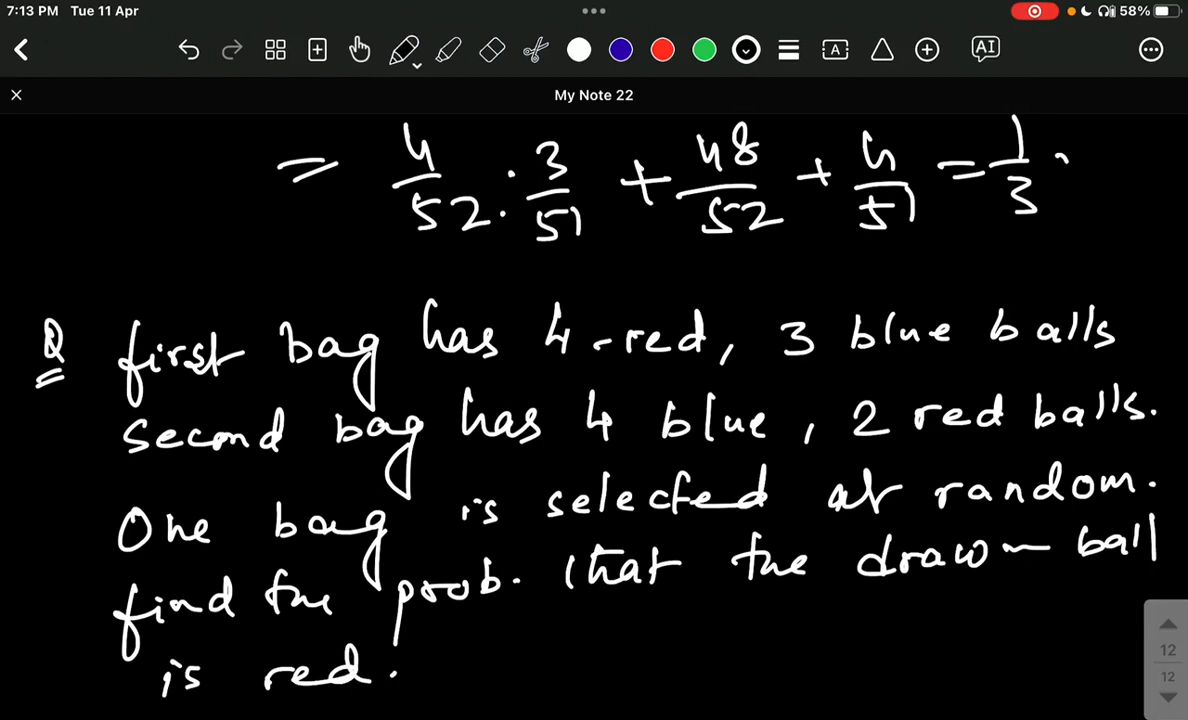 7:13 PM Tue 11 Apr
58%
AI
A
My Note 22
= 4/52 · 3/51 + 48/52 + 4/51 = 1/3 .
Q first bag has 4-red, 3 blue balls
second bag has 4 blue, 2 red balls.
One bag is selected at random.
find the prob. that the drawn ball
is red.
12
12